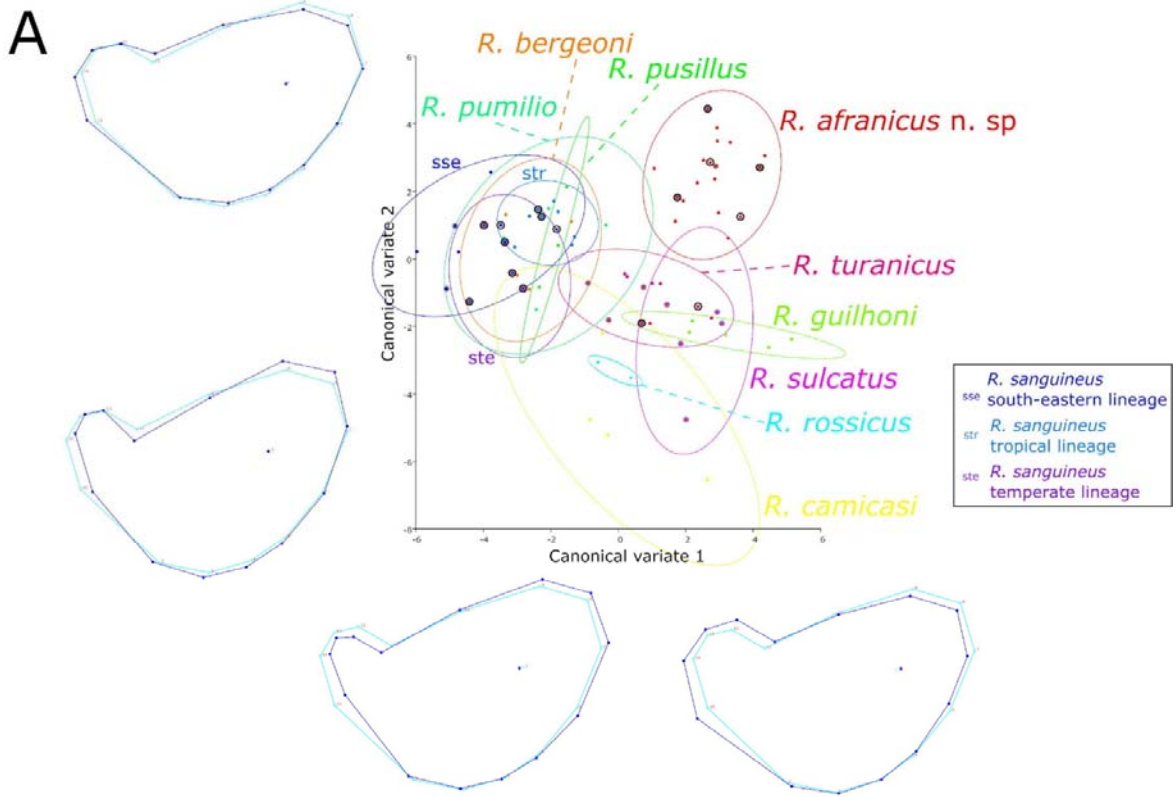 A
R. bergeoni
R. pusillus
R. pumilio
R. afranicus n. sp
sse
str
ste
R. turanicus
R. guilhoni
R. sulcatus
R. rossicus
R. camicasi
Canonical variate 2
6
4
2
0
-2
-4
-6
-8
-6
-4
-2
0
2
4
6
Canonical variate 1
R. sanguineus
sse south-eastern lineage
str R. sanguineus
tropical lineage
ste R. sanguineus
temperate lineage